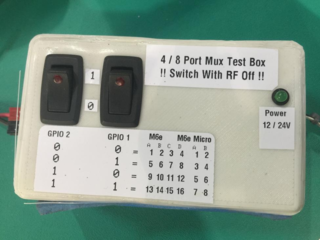 4 / 8 Port Mux Test Box
!! Switch With RF Off !!
1
0
Power
12 / 24V
GPIO 2 GPIO 1 M6e M6e Micro
A B C D A B
0 0 = 1 2 3 4 1 2
0 1 = 5 6 7 8 3 4
1 0 = 9 10 11 12 5 6
1 1 = 13 14 15 16 7 8